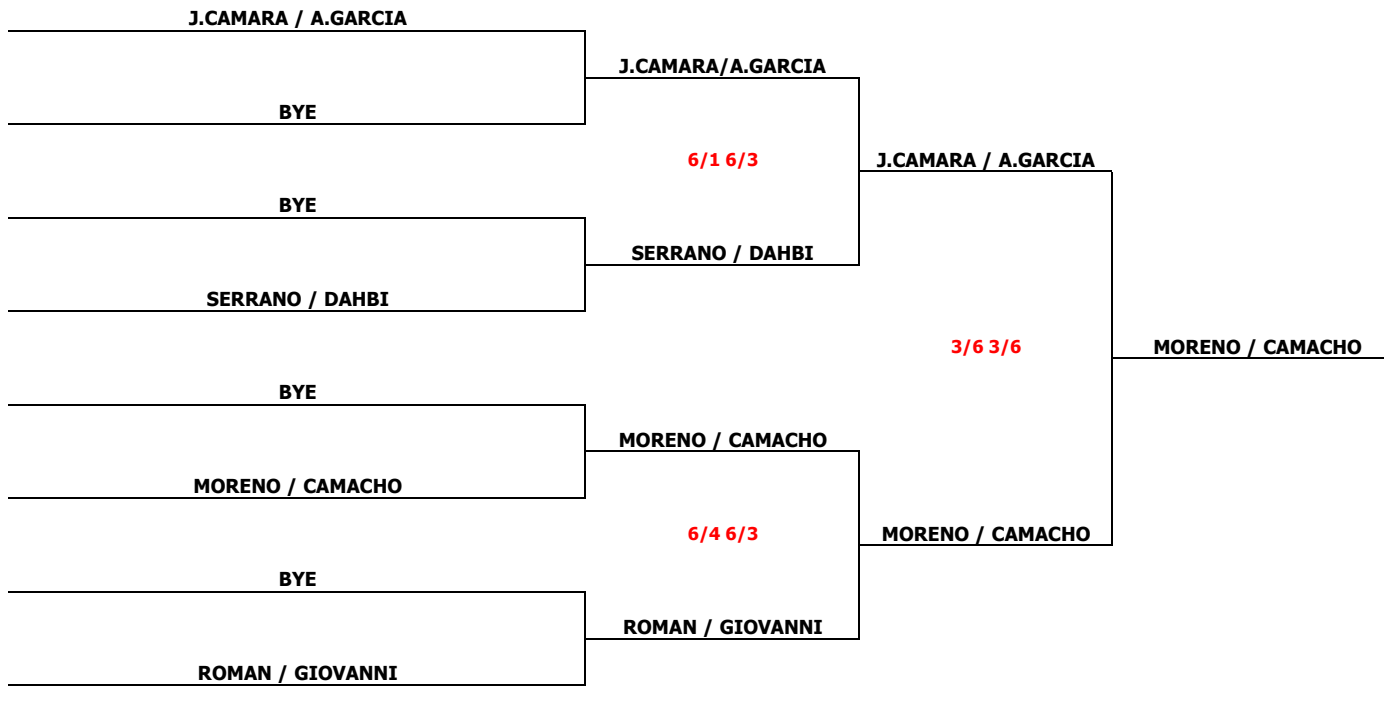 J.CAMARA / A.GARCIA
J.CAMARA/A.GARCIA
BYE
6/1 6/3
J.CAMARA / A.GARCIA
BYE
SERRANO / DAHBI
SERRANO / DAHBI
3/6 3/6
MORENO / CAMACHO
BYE
MORENO / CAMACHO
MORENO / CAMACHO
6/4 6/3
MORENO / CAMACHO
BYE
ROMAN / GIOVANNI
ROMAN / GIOVANNI